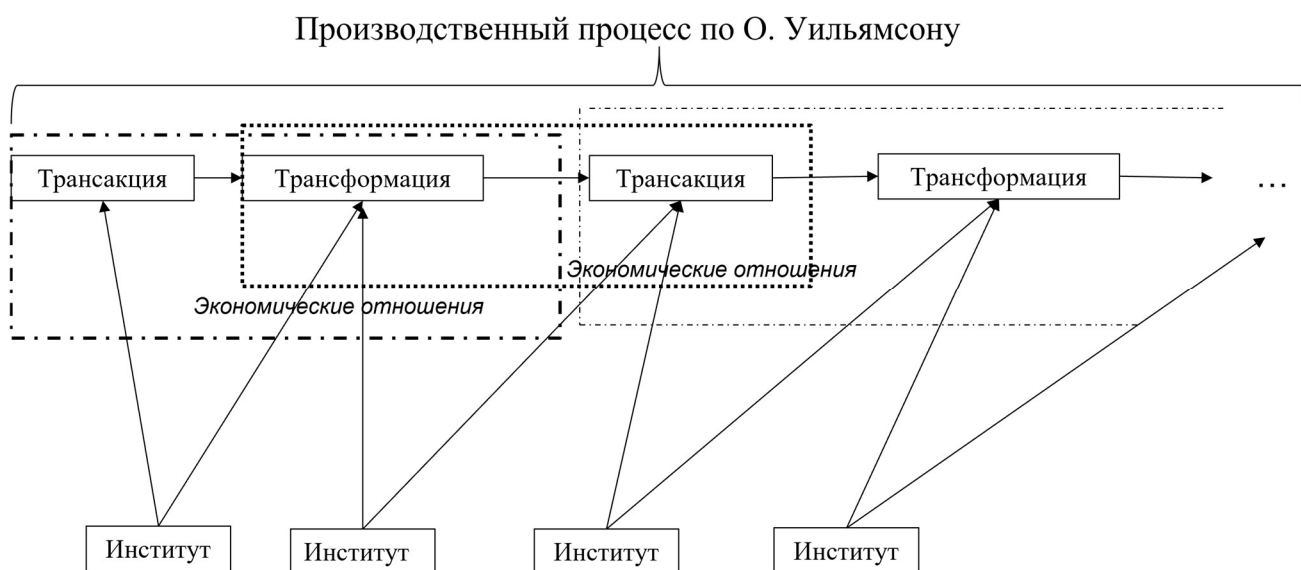 Производственный процесс по О. Уильямсону
Трансакция
Трансформация
Трансакция
Трансформация
...
Экономические отношения
Экономические отношения
Институт
Институт
Институт
Институт